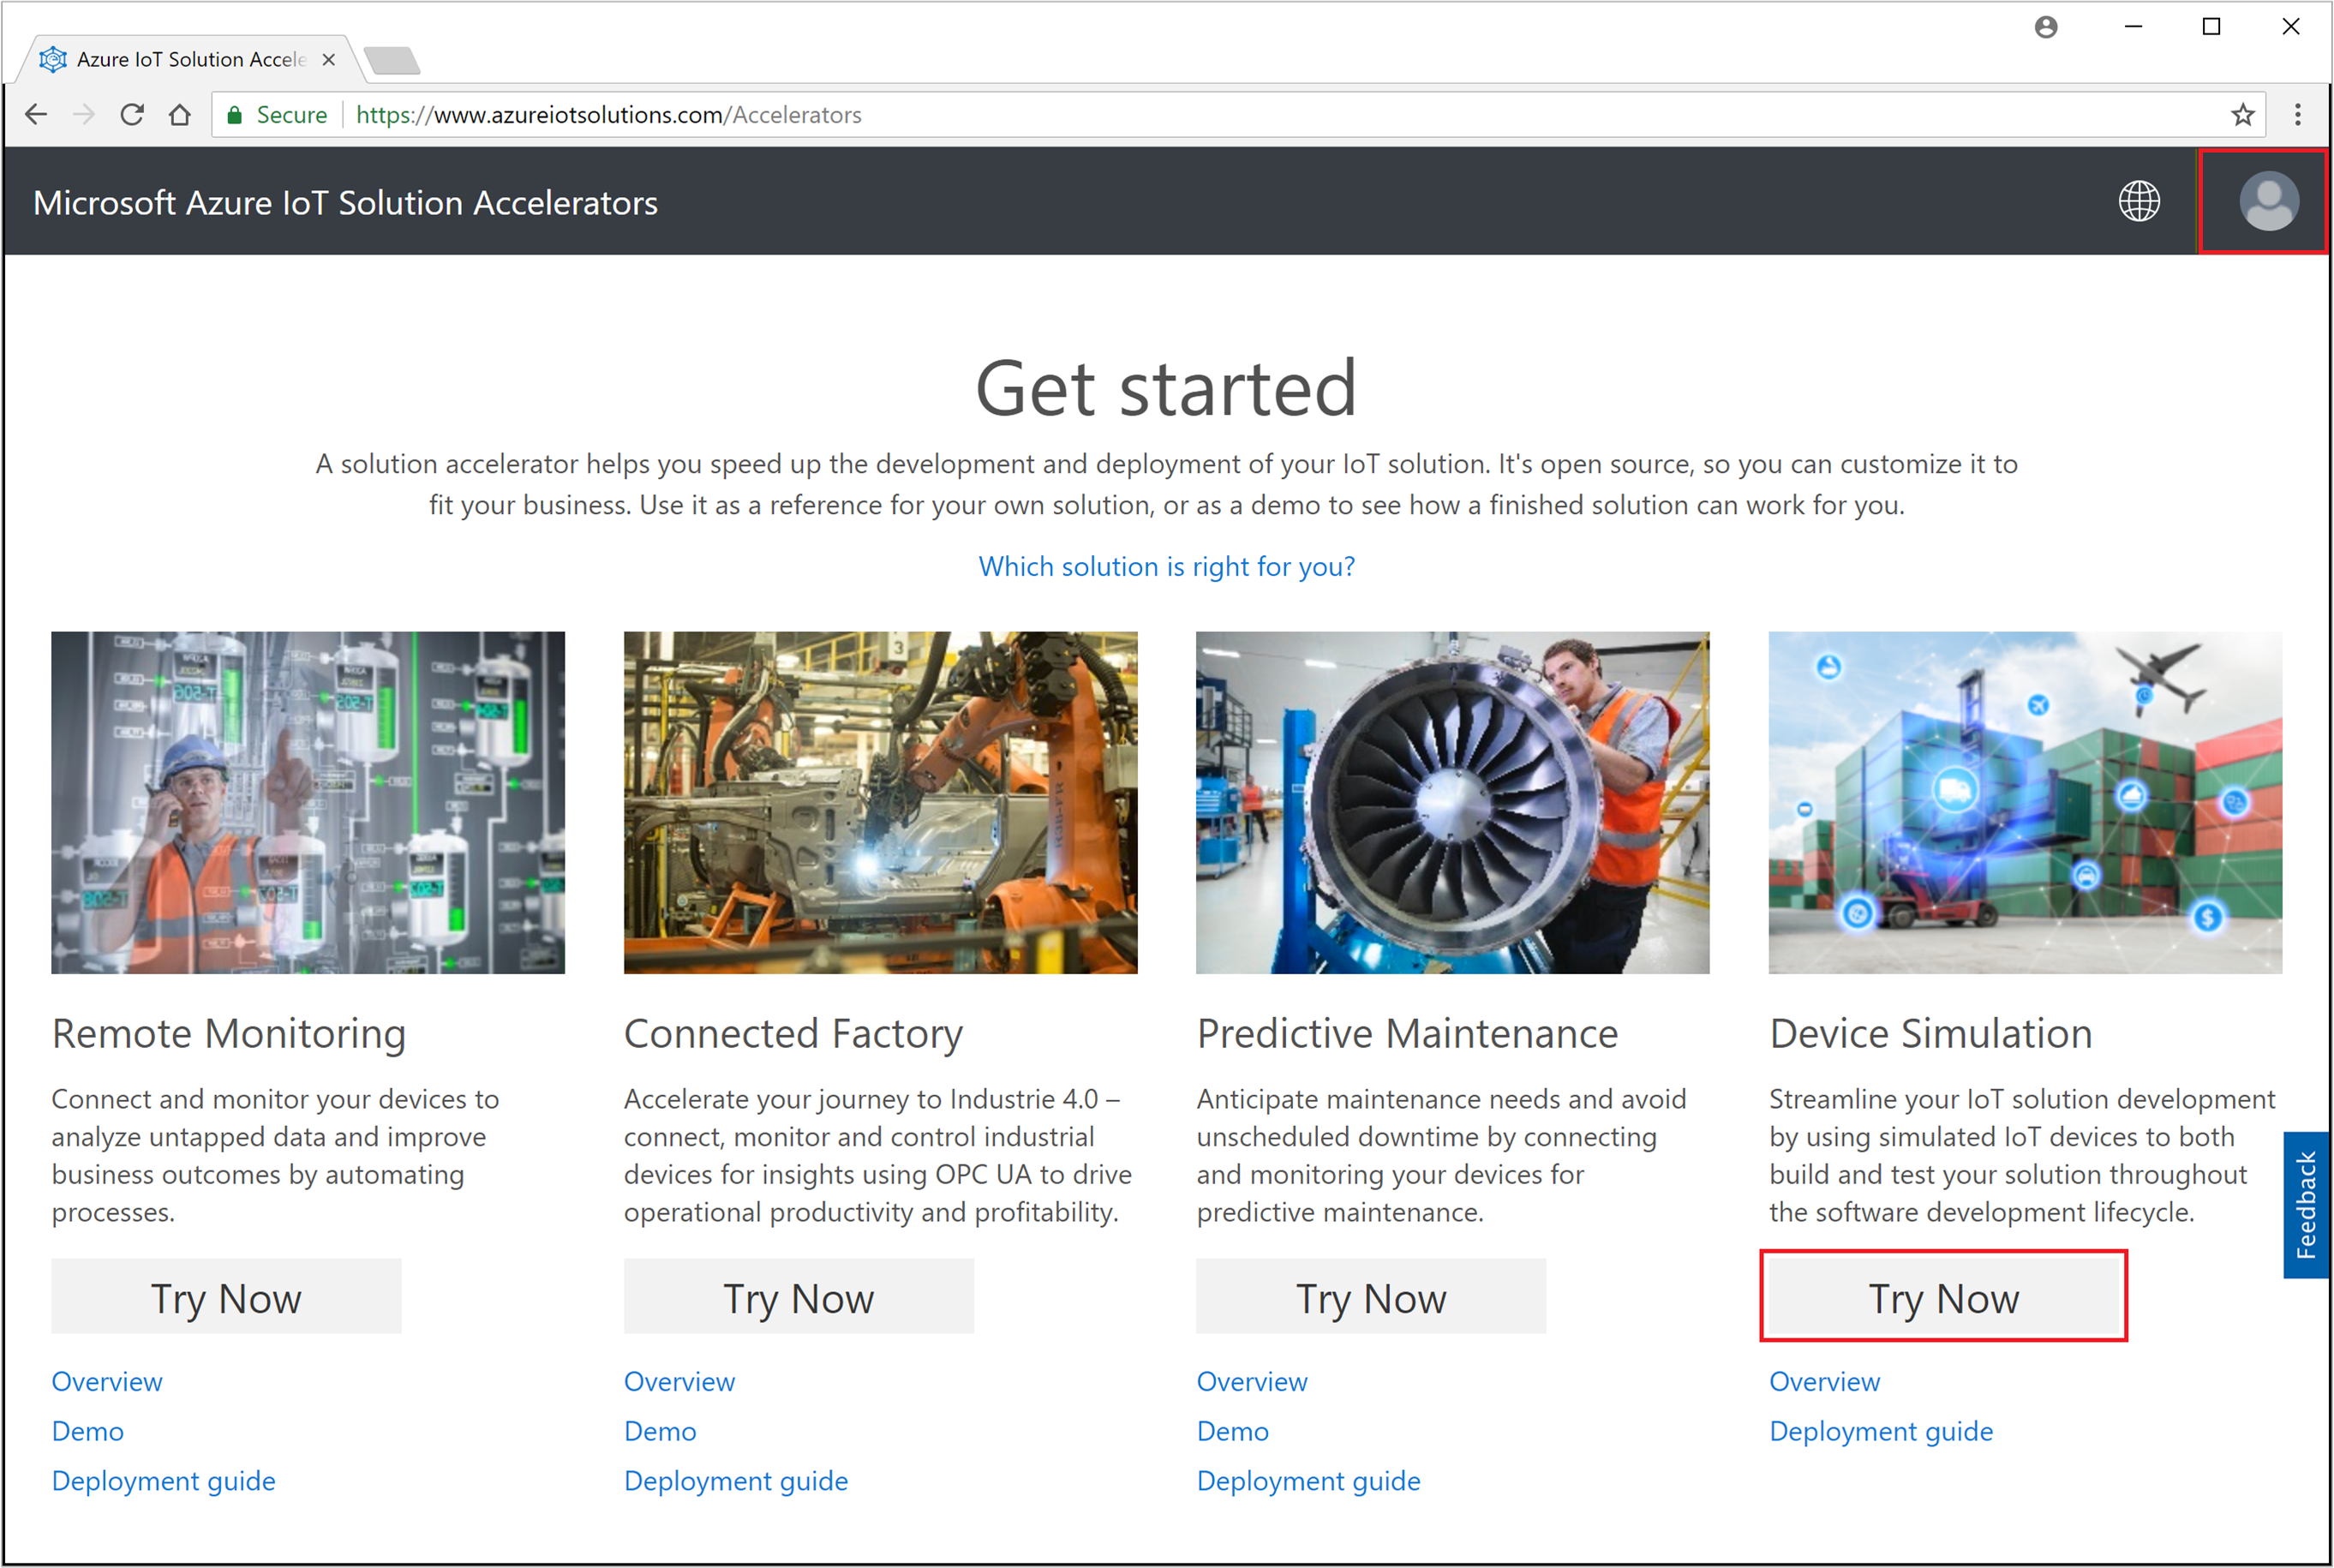 Azure IoT Solution Accele
Secure
https://www.azureiotsolutions.com/Accelerators
Microsoft Azure IoT Solution Accelerators
Get started
A solution accelerator helps you speed up the development and deployment of your IoT solution. It's open source, so you can customize it to
fit your business. Use it as a reference for your own solution, or as a demo to see how a finished solution can work for you.
Which solution is right for you?
3
Remote Monitoring
Connect and monitor your devices to
analyze untapped data and improve
business outcomes by automating
processes.
Try Now
Overview
Demo
Deployment guide
Connected Factory
Accelerate your journey to Industrie 4.0 –
connect, monitor and control industrial
devices for insights using OPC UA to drive
operational productivity and profitability.
Try Now
Overview
Demo
Deployment guide
Predictive Maintenance
Anticipate maintenance needs and avoid
unscheduled downtime by connecting
and monitoring your devices for
predictive maintenance.
Try Now
Overview
Demo
Deployment guide
Device Simulation
Streamline your IoT solution development
by using simulated IoT devices to both
build and test your solution throughout
the software development lifecycle.
Try Now
Overview
Deployment guide
Feedback